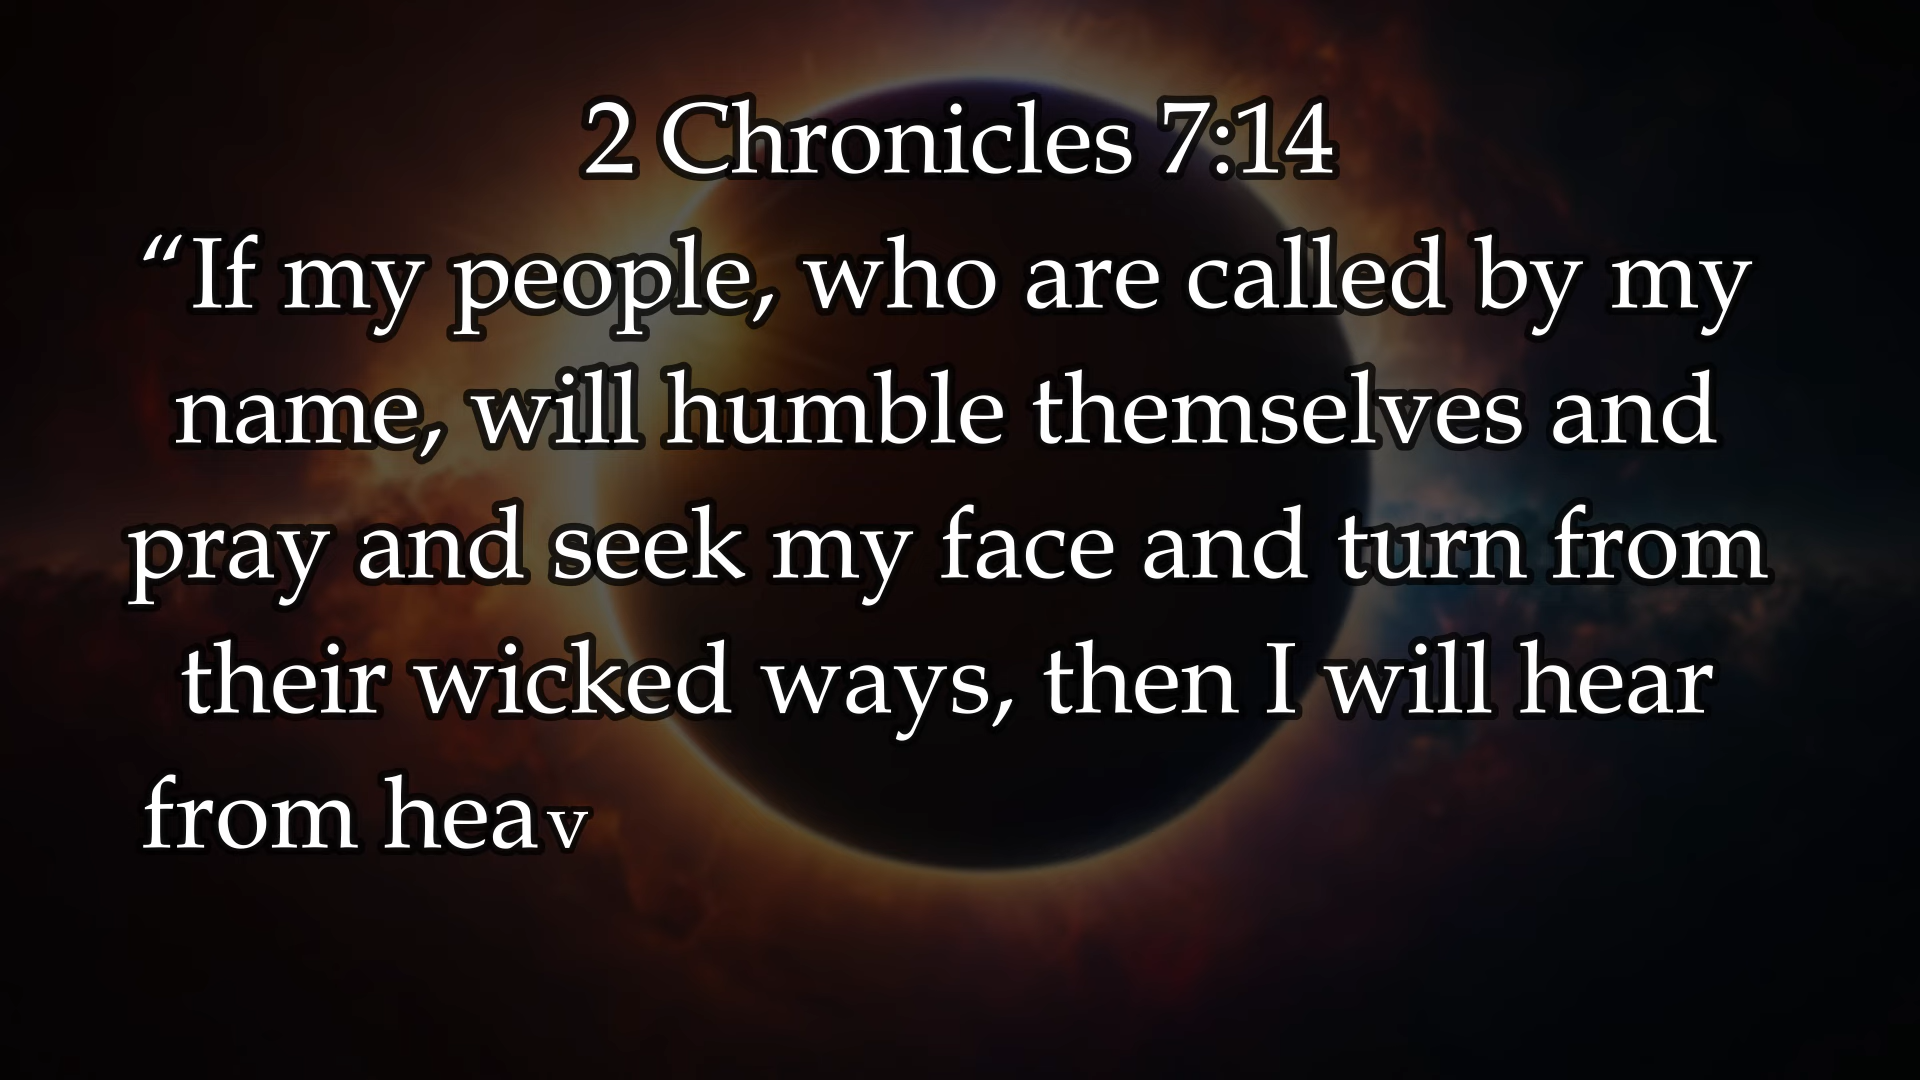 2 Chronicles 7:14
“If my people, who are called by my
name, will humble themselves and
pray and seek my face and turn from
their wicked ways, then I will hear
from heav